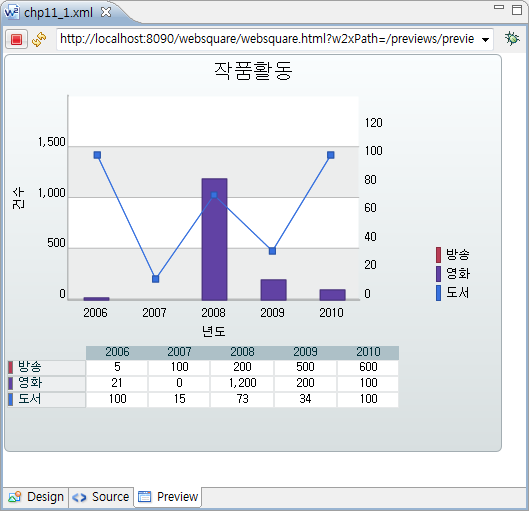 chp11_1.xml
http://localhost:8090/websquare/websquare.html?w2xPath=/previews/previe
작품활동
120
1,500 100
80
1,000 60
건수
500 40
20
0 0
2006 2007 2008 2009 2010
년도
방송
영화
도서
2006 2007 2008 2009 2010
방송 5 100 200 500 600
영화 21 0 1,200 200 100
도서 100 15 73 34 100
Design Source Preview